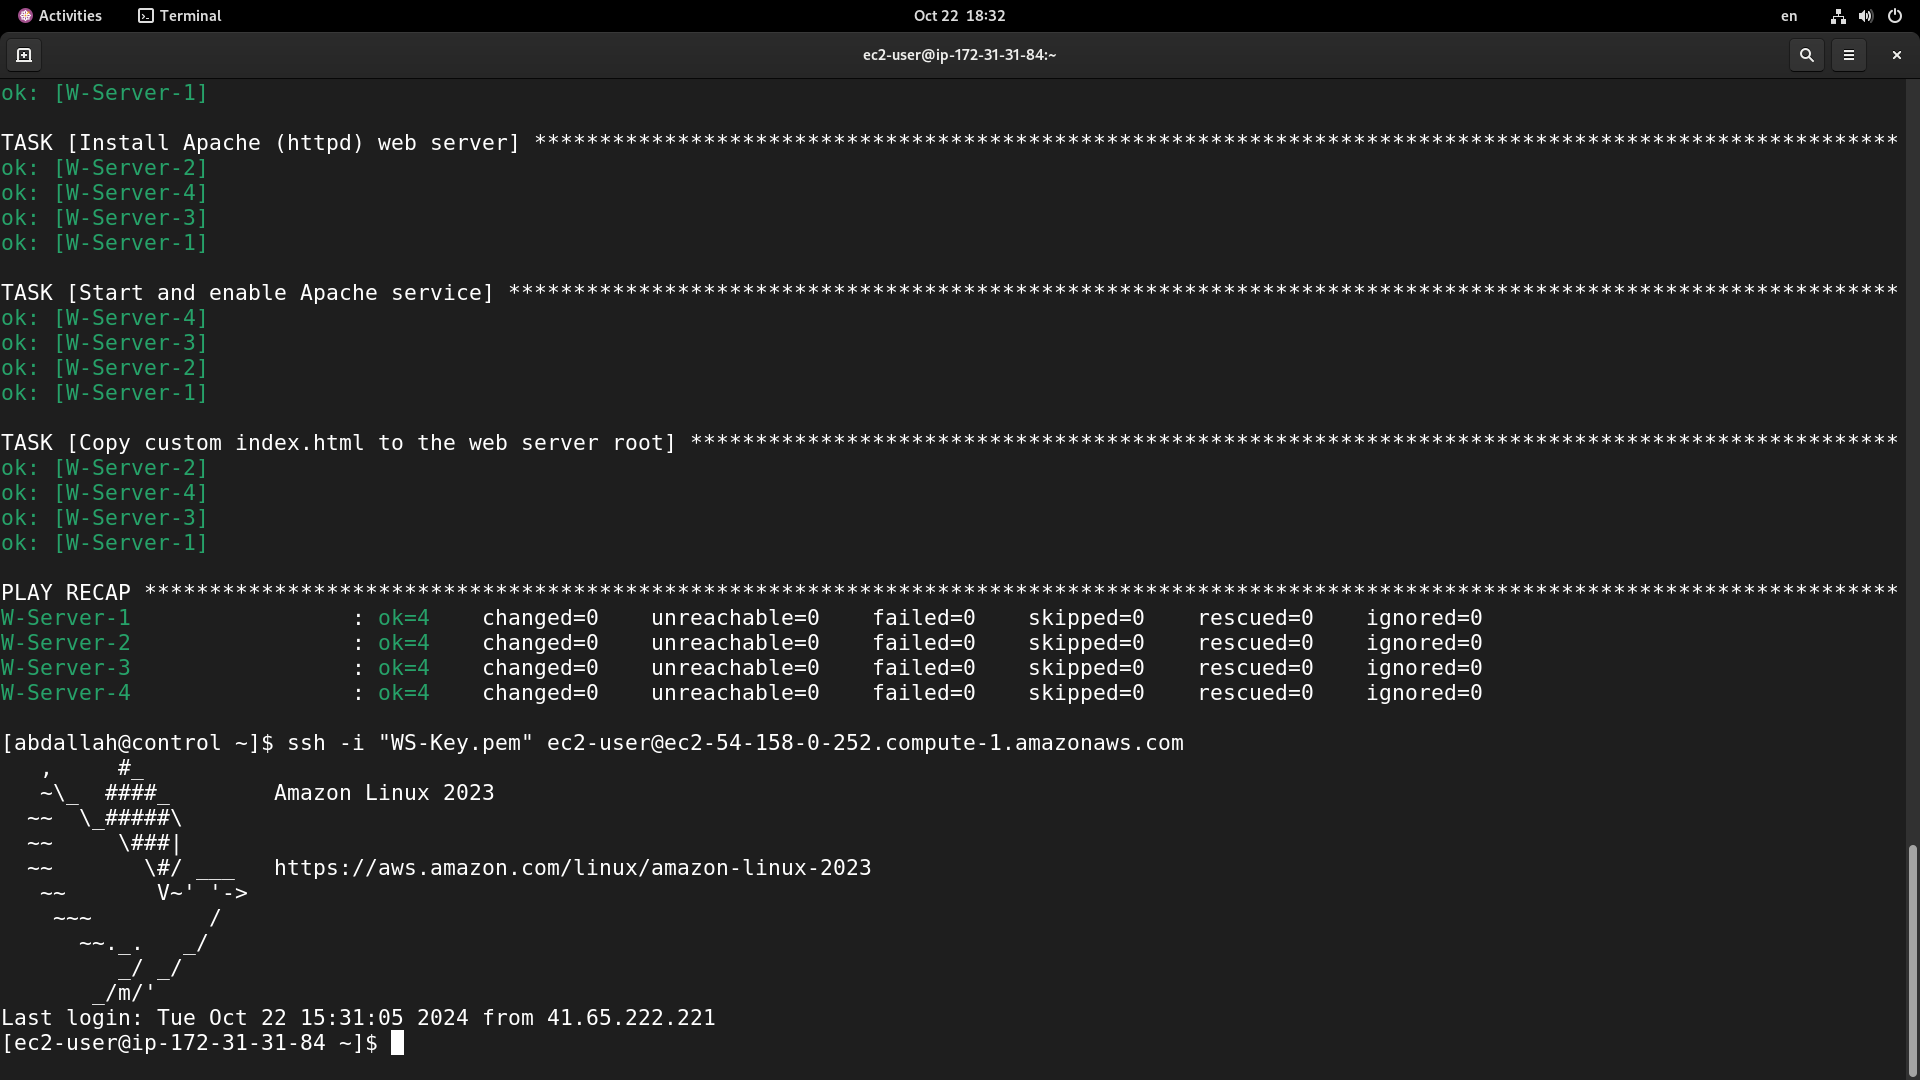 Activities Terminal Oct 22 18:32 en
ec2-user@ip-172-31-31-84:~
ok: [W-Server-1]

TASK [Install Apache (httpd) web server] *********************************************************************************************************
ok: [W-Server-2]
ok: [W-Server-4]
ok: [W-Server-3]
ok: [W-Server-1]

TASK [Start and enable Apache service] ***********************************************************************************************************
ok: [W-Server-4]
ok: [W-Server-3]
ok: [W-Server-2]
ok: [W-Server-1]

TASK [Copy custom index.html to the web server root] *********************************************************************************************
ok: [W-Server-2]
ok: [W-Server-4]
ok: [W-Server-3]
ok: [W-Server-1]

PLAY RECAP ***************************************************************************************************************************************
W-Server-1                 : ok=4    changed=0    unreachable=0    failed=0    skipped=0    rescued=0    ignored=0
W-Server-2                 : ok=4    changed=0    unreachable=0    failed=0    skipped=0    rescued=0    ignored=0
W-Server-3                 : ok=4    changed=0    unreachable=0    failed=0    skipped=0    rescued=0    ignored=0
W-Server-4                 : ok=4    changed=0    unreachable=0    failed=0    skipped=0    rescued=0    ignored=0

[abdallah@control ~]$ ssh -i "WS-Key.pem" ec2-user@ec2-54-158-0-252.compute-1.amazonaws.com
   ,     #_
   ~\_  ####_        Amazon Linux 2023
  ~~  \_#####\
  ~~     \###|
  ~~       \#/ ___   https://aws.amazon.com/linux/amazon-linux-2023
   ~~       V~' '->
    ~~~         /
      ~~._.   _/
         _/ _/
       _/m/'
Last login: Tue Oct 22 15:31:05 2024 from 41.65.222.221
[ec2-user@ip-172-31-31-84 ~]$